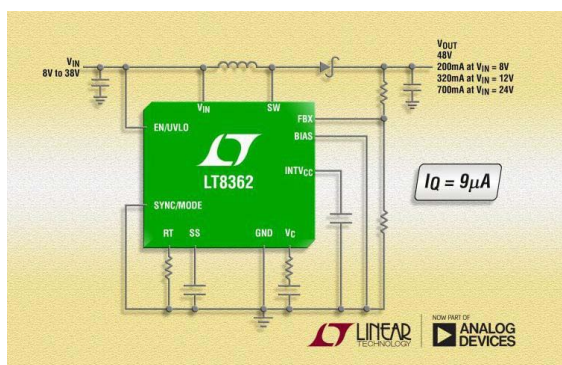 VIN
8V to 38V
VOUT
48V
200mA at VIN = 8V
320mA at VIN = 12V
700mA at VIN = 24V
VIN
SW
EN/UVLO
FBX
BIAS
LT8362
INTVCC
SYNC/MODE
RT
SS
GND
VC
IQ = 9µA
LINEAR
TECHNOLOGY
NOW PART OF
ANALOG
DEVICES